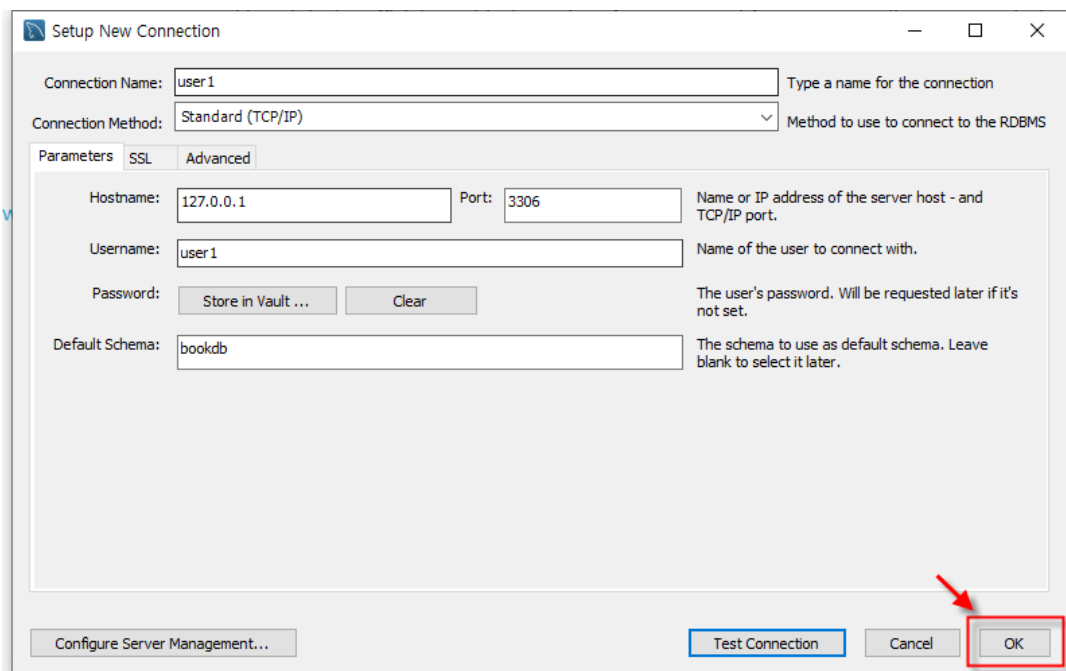 Setup New Connection
Connection Name: user1 Type a name for the connection
Connection Method: Standard (TCP/IP) Method to use to connect to the RDBMS
Parameters SSL Advanced
Hostname: 127.0.0.1 Port: 3306 Name or IP address of the server host - and
TCP/IP port.
Username: user1 Name of the user to connect with.
Password: Store in Vault ... Clear The user's password. Will be requested later if it's
not set.
Default Schema: bookdb The schema to use as default schema. Leave
blank to select it later.
Configure Server Management... Test Connection Cancel OK